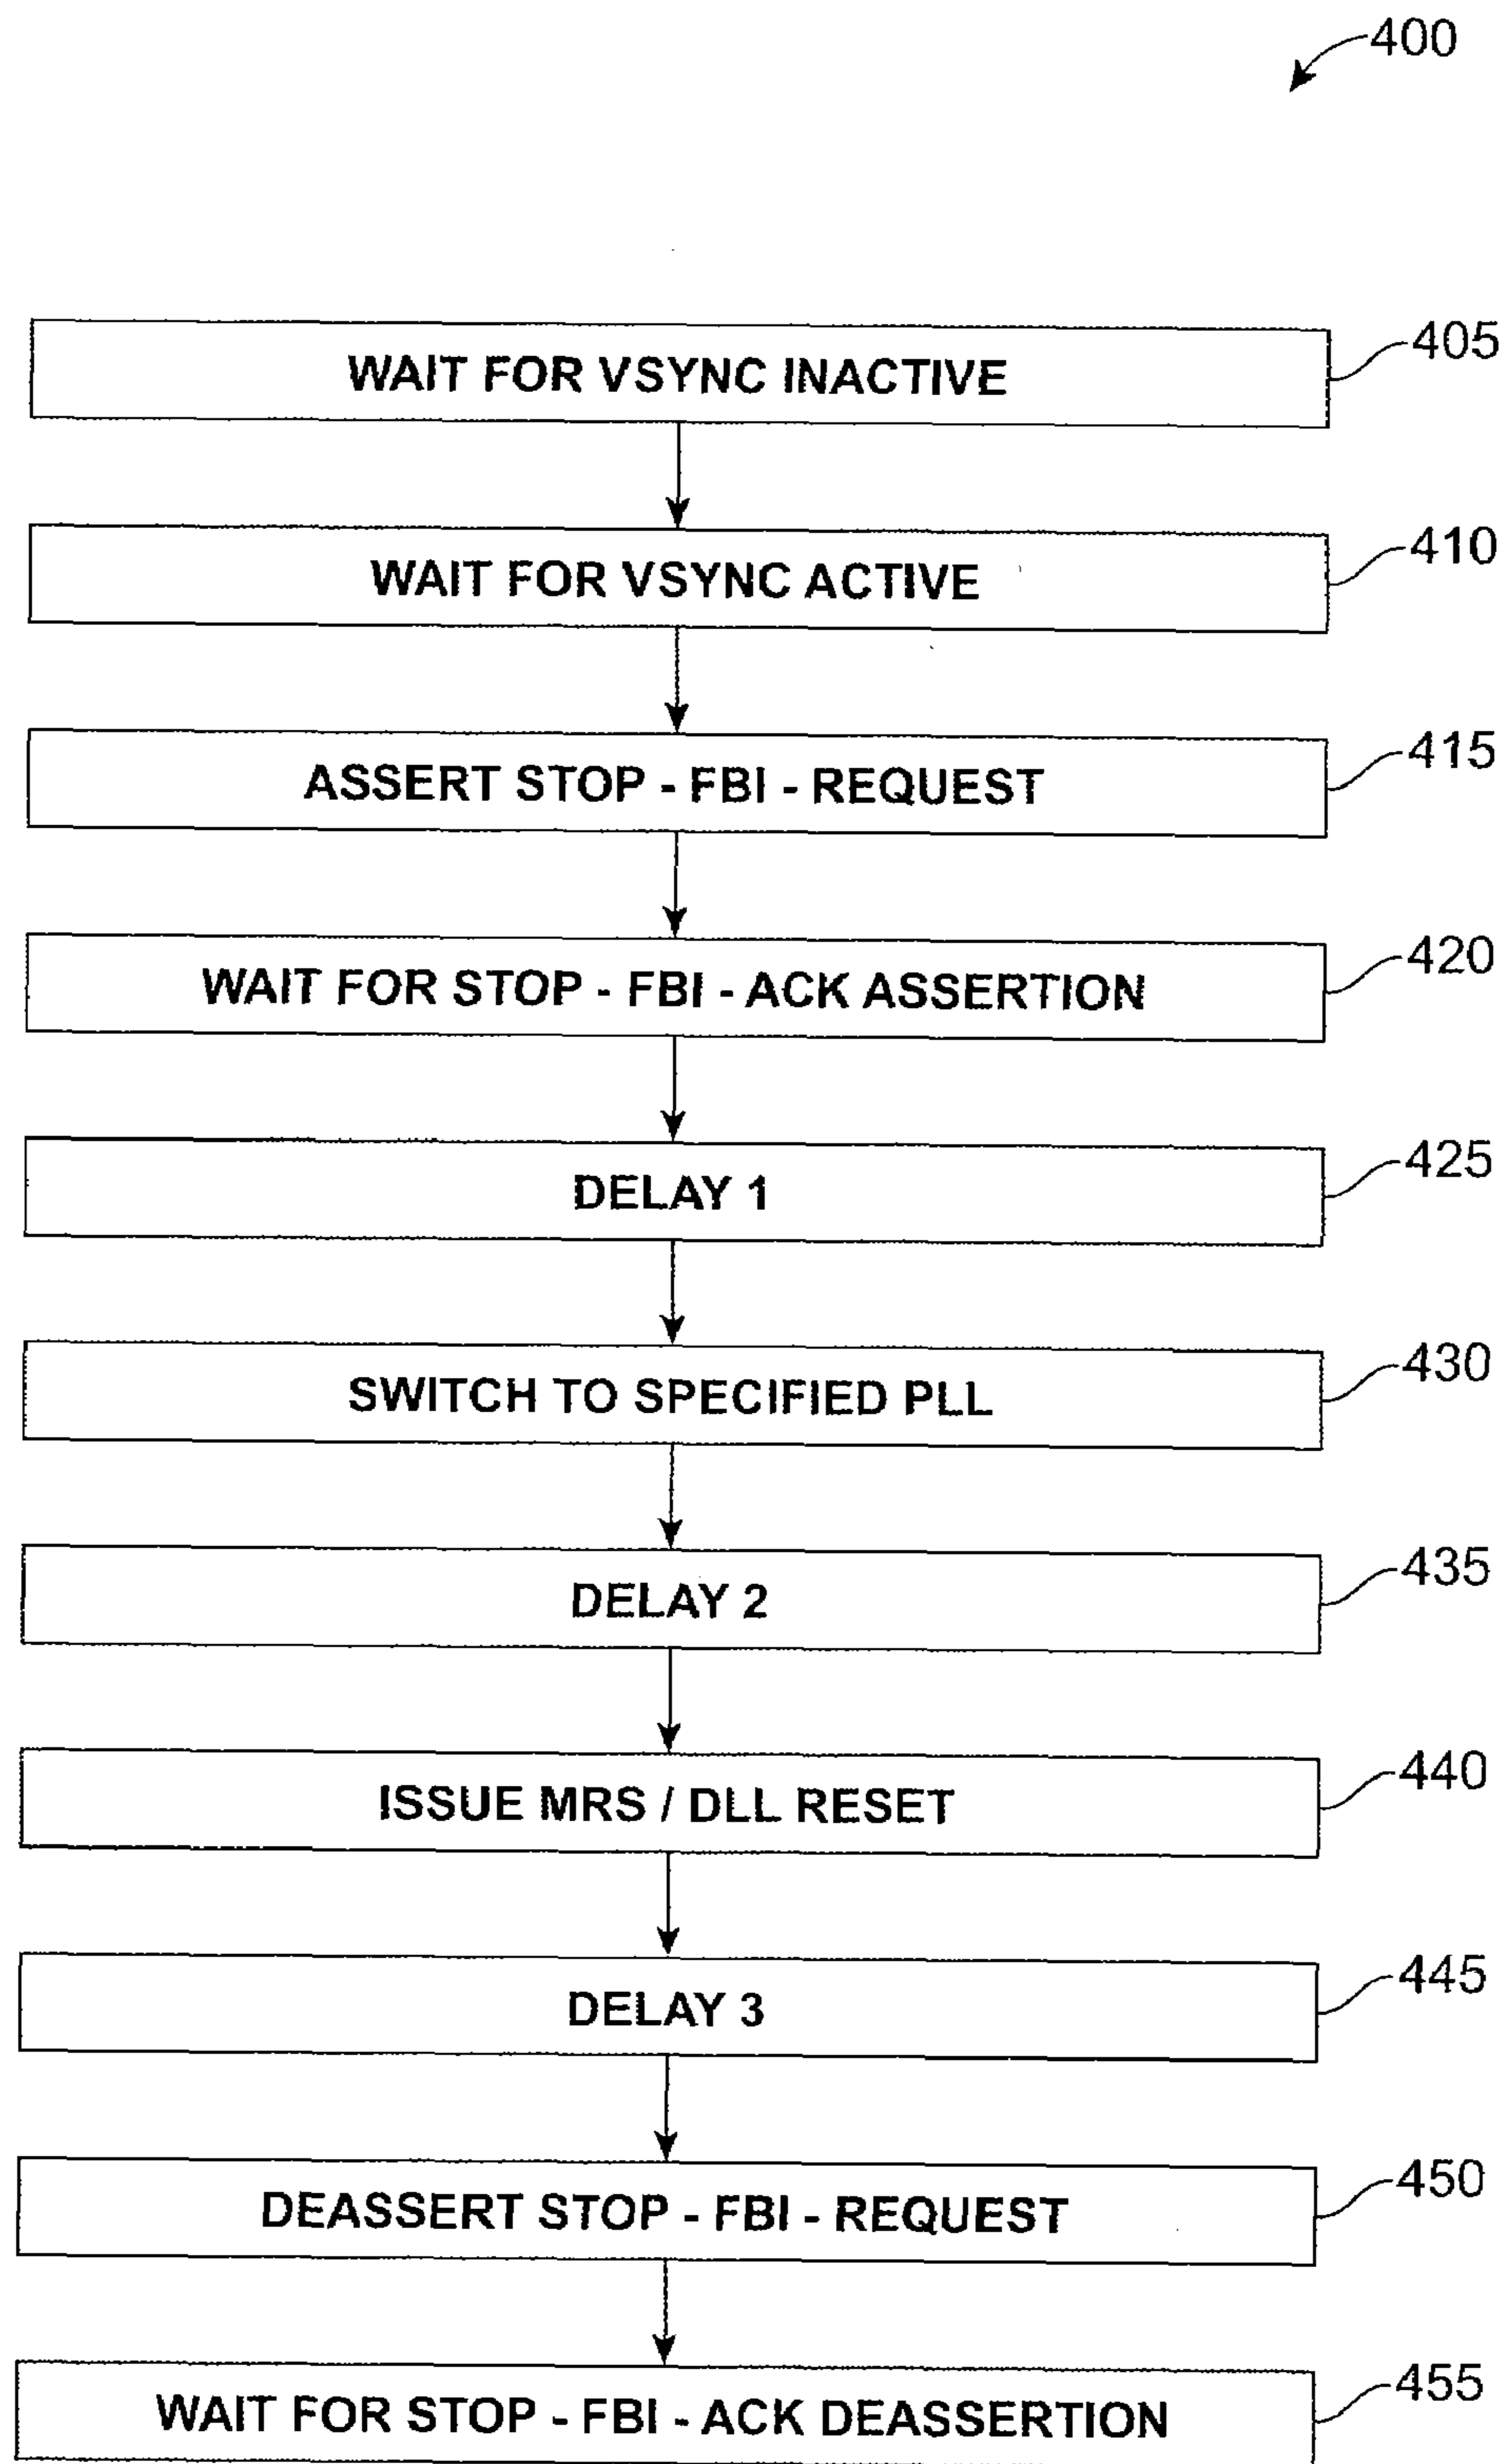 400
WAIT FOR VSYNC INACTIVE
405
WAIT FOR VSYNC ACTIVE
410
ASSERT STOP - FBI - REQUEST
415
WAIT FOR STOP - FBI - ACK ASSERTION
420
DELAY 1
425
SWITCH TO SPECIFIED PLL
430
DELAY 2
435
ISSUE MRS / DLL RESET
440
DELAY 3
445
DEASSERT STOP - FBI - REQUEST
450
WAIT FOR STOP - FBI - ACK DEASSERTION
455